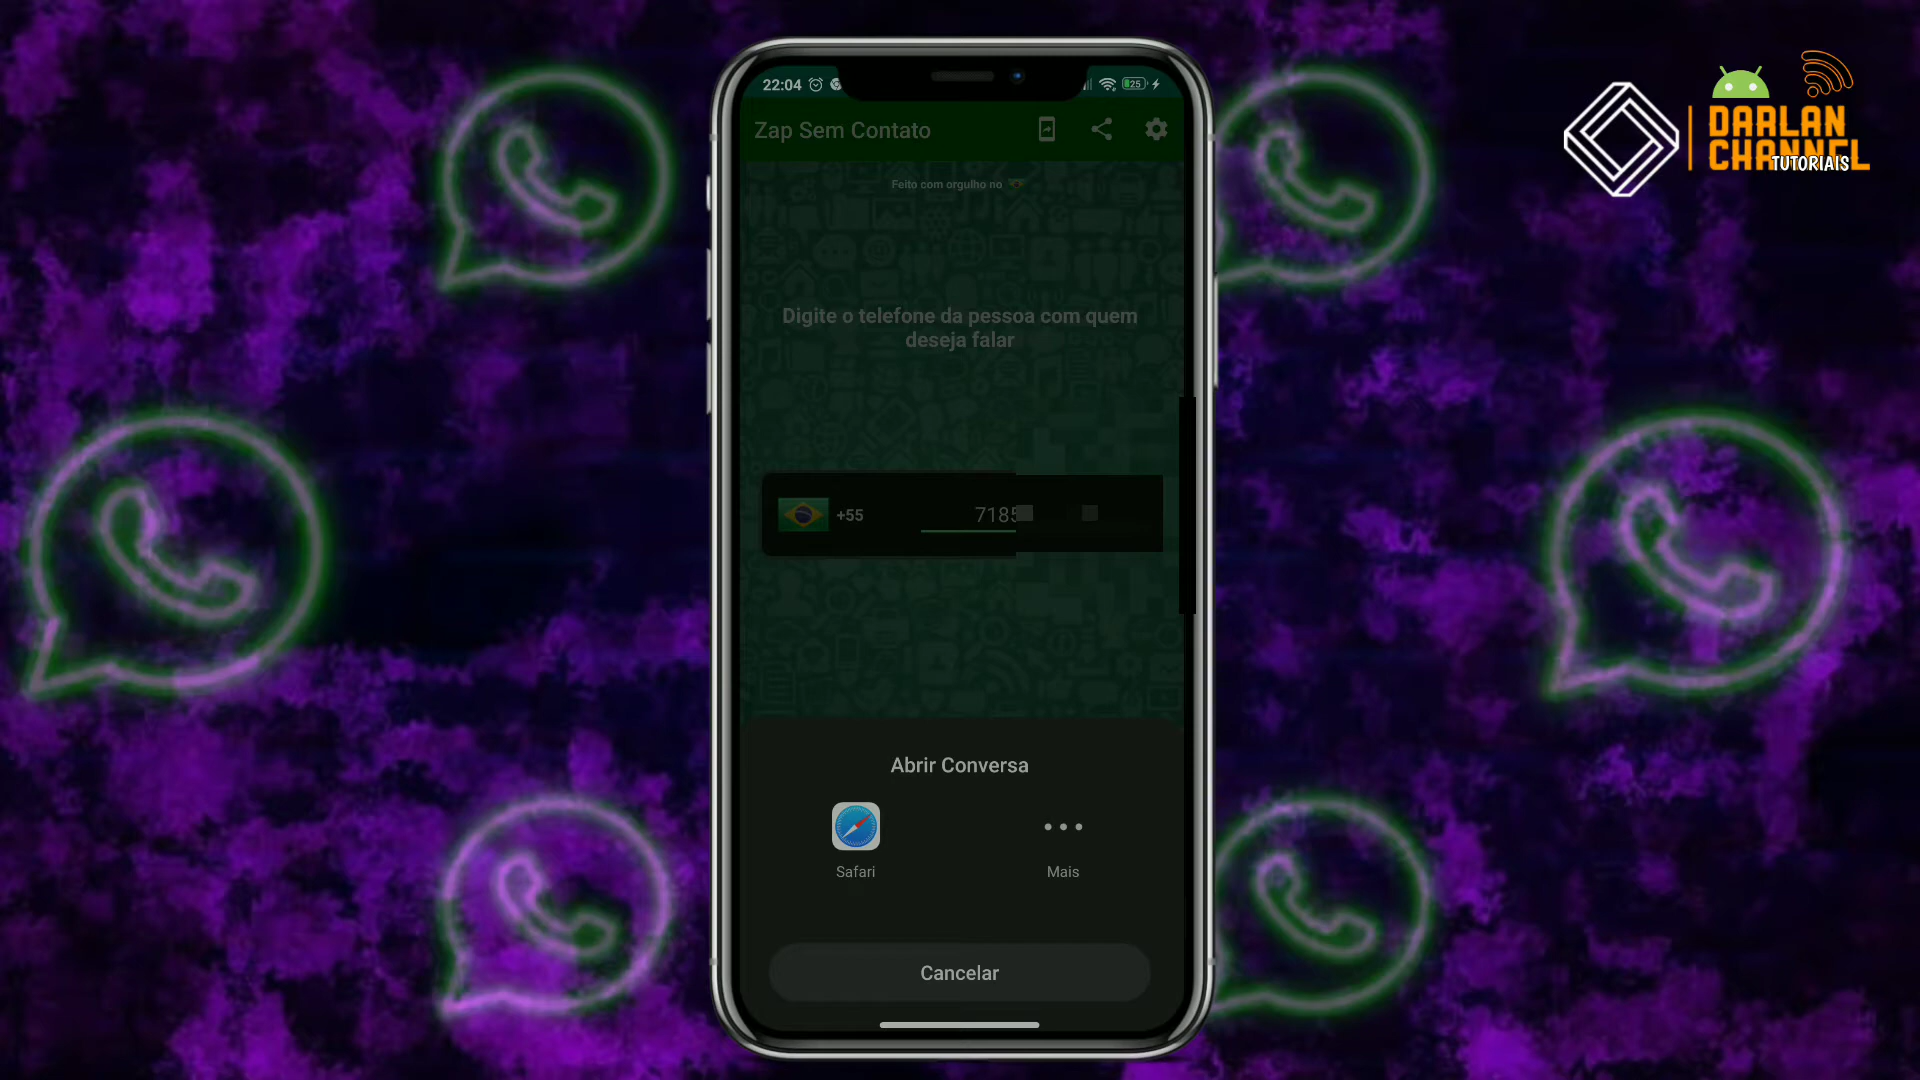 22:04
25
Zap Sem Contato
Feito com orgulho no
Digite o telefone da pessoa com quem
deseja falar
+55
7185
Abrir Conversa
Safari
Mais
Cancelar
DARLAN
CHANNEL
TUTORIAIS